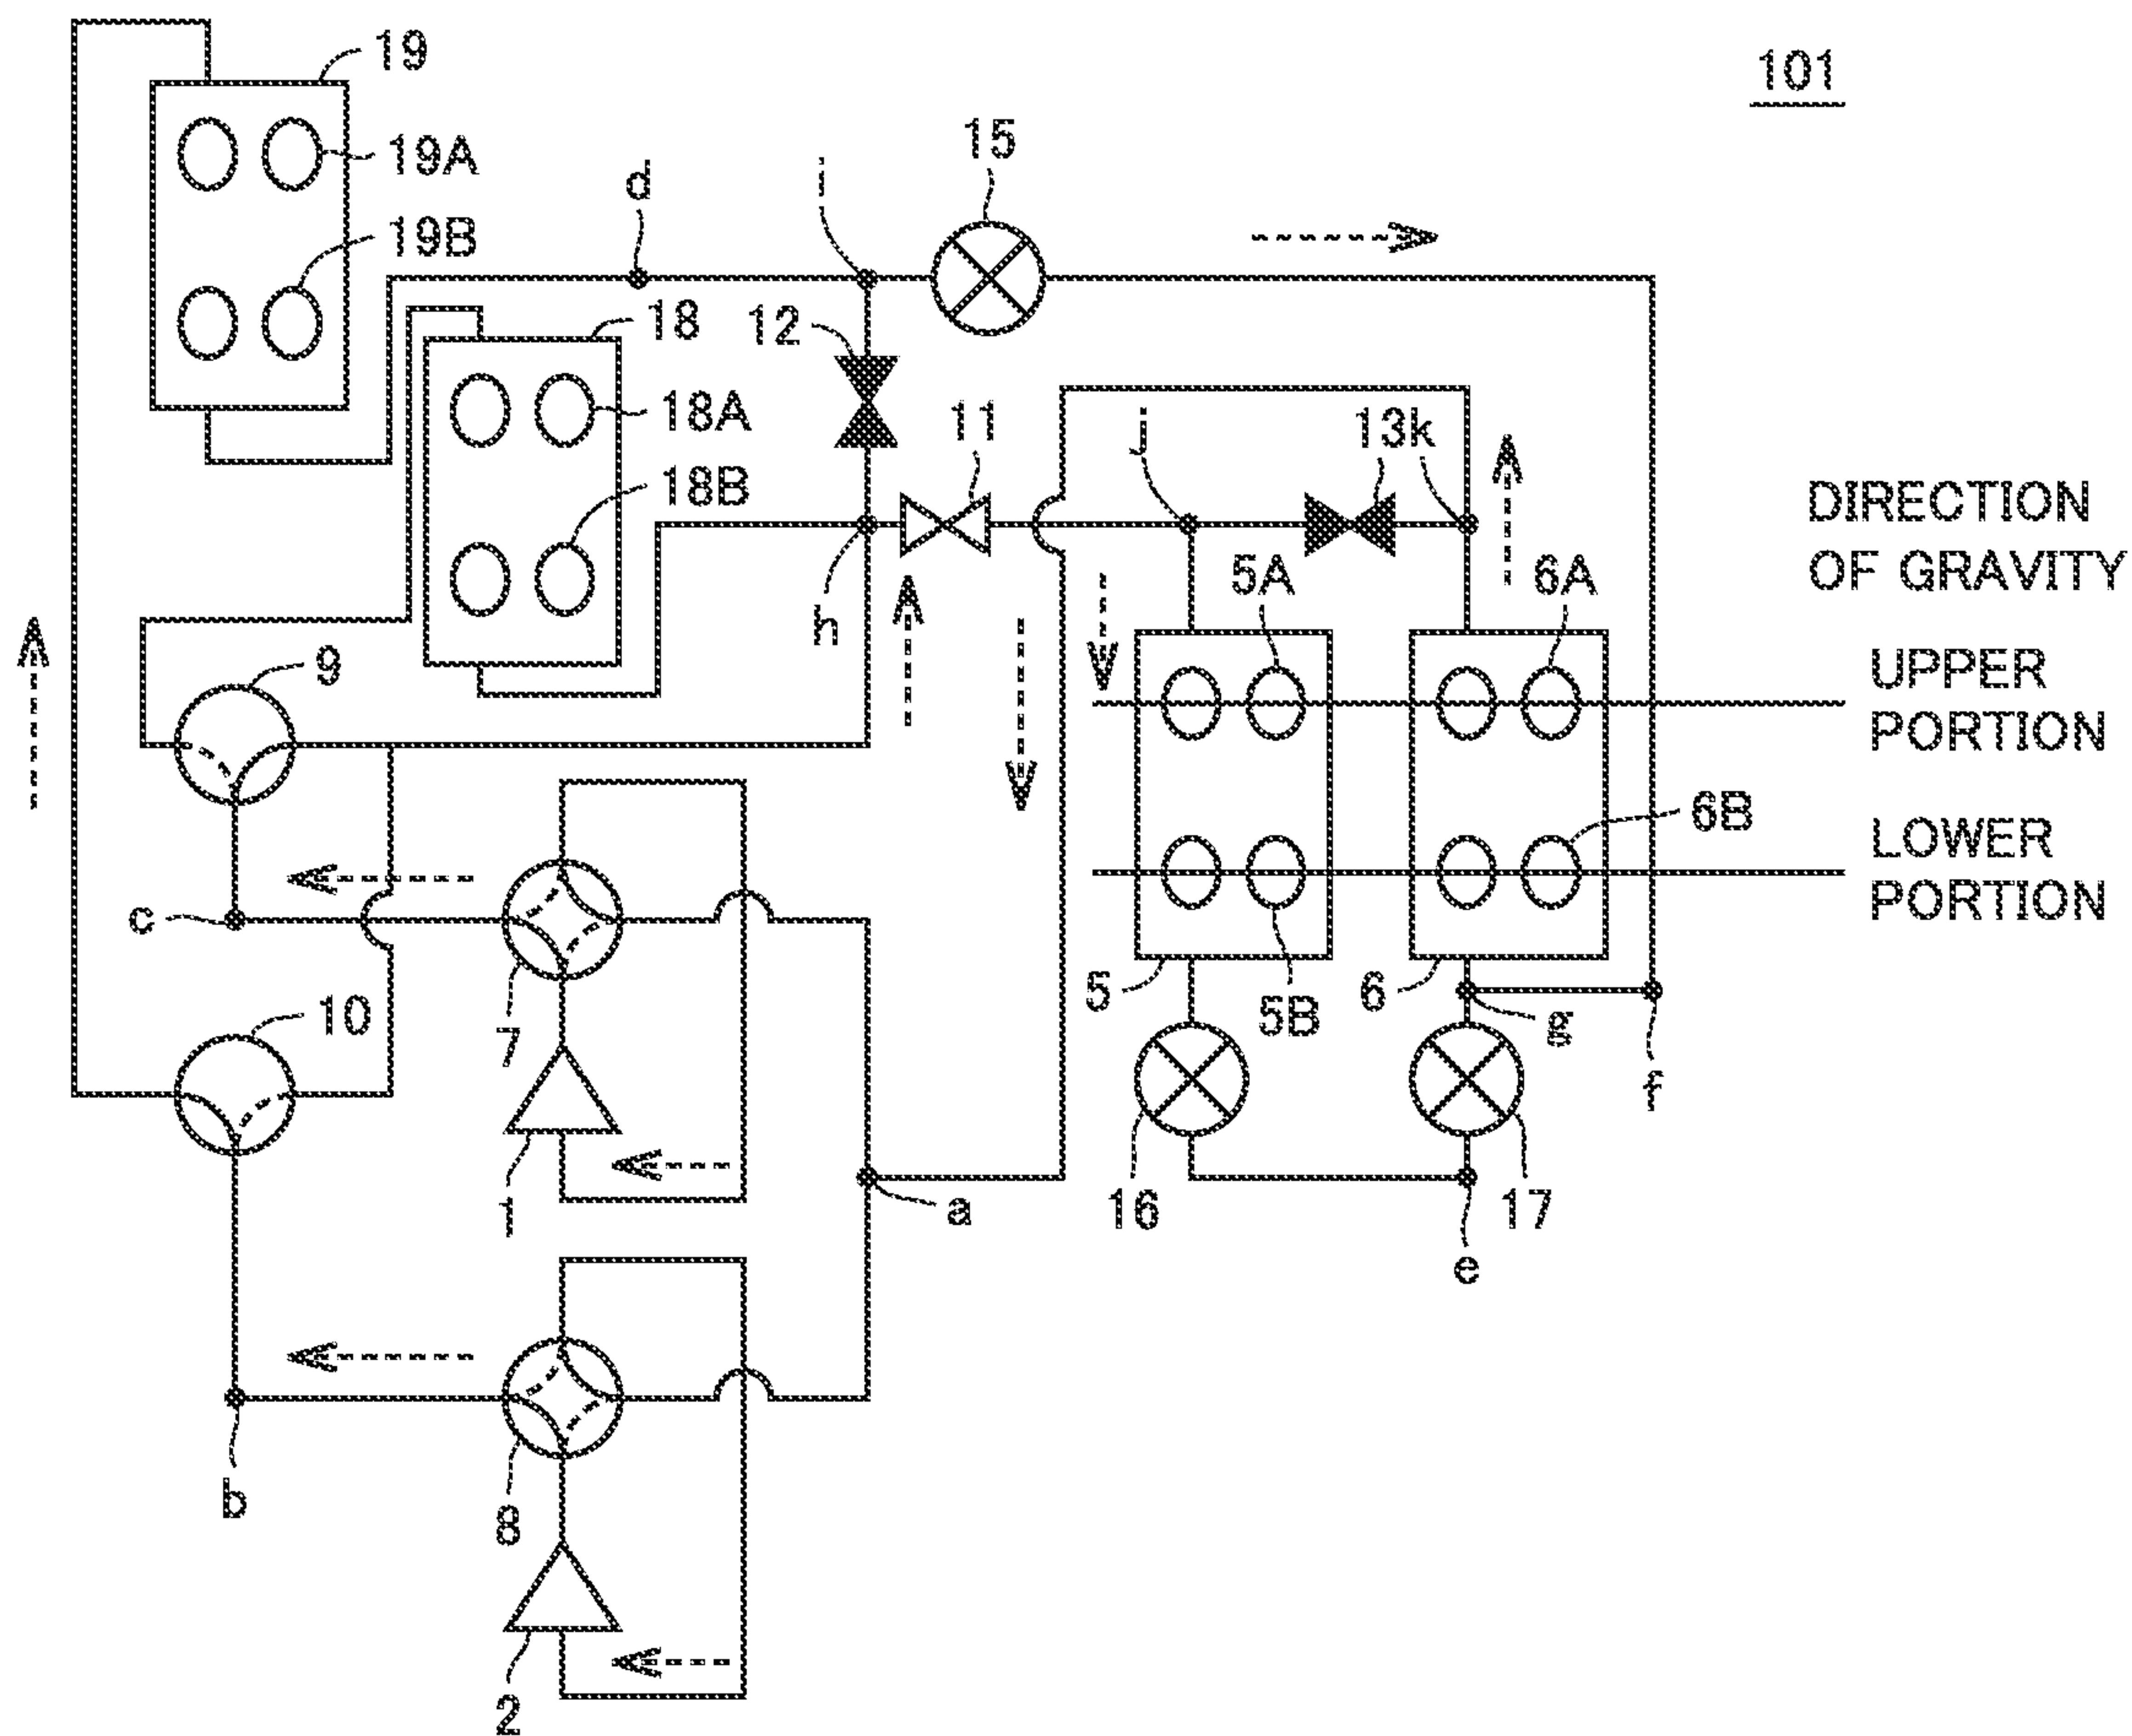 101
19
19A
19B
15
d
i
18
12
18A
11
18B
j
13k
DIRECTION
OF GRAVITY
h
5A
6A
9
UPPER
PORTION
6B
LOWER
PORTION
c
7
10
5
5B
6
g
f
1
a
16
17
e
b
8
2